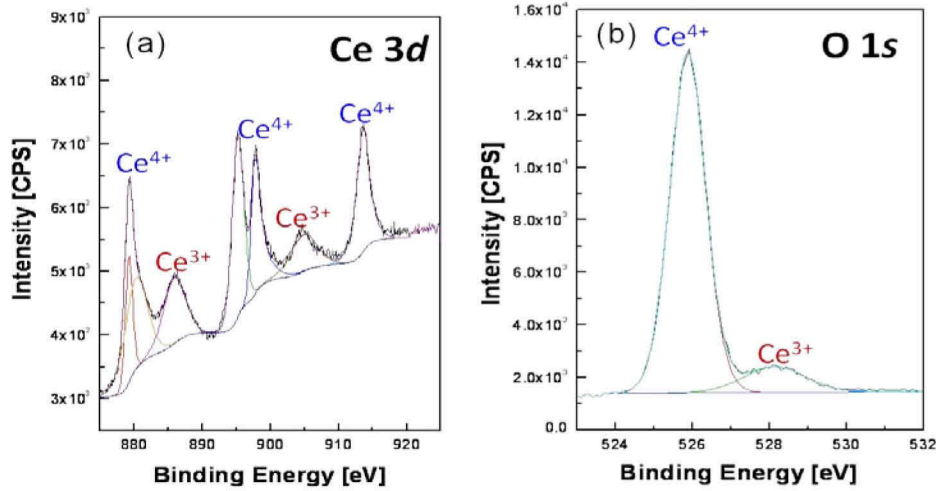 (a)
Ce 3d
Intensity [CPS]
9x10³
8x10³
7x10³
6x10³
5x10³
4x10³
3x10³
Ce⁴⁺
Ce³⁺
Ce⁴⁺
Ce³⁺
Ce⁴⁺
880 890 900 910 920
Binding Energy [eV]
(b)
O 1s
Intensity [CPS]
1.6x10⁴
1.4x10⁴
1.2x10⁴
1.0x10⁴
8.0x10³
6.0x10³
4.0x10³
2.0x10³
0.0
Ce⁴⁺
Ce³⁺
524 526 528 530 532
Binding Energy [eV]